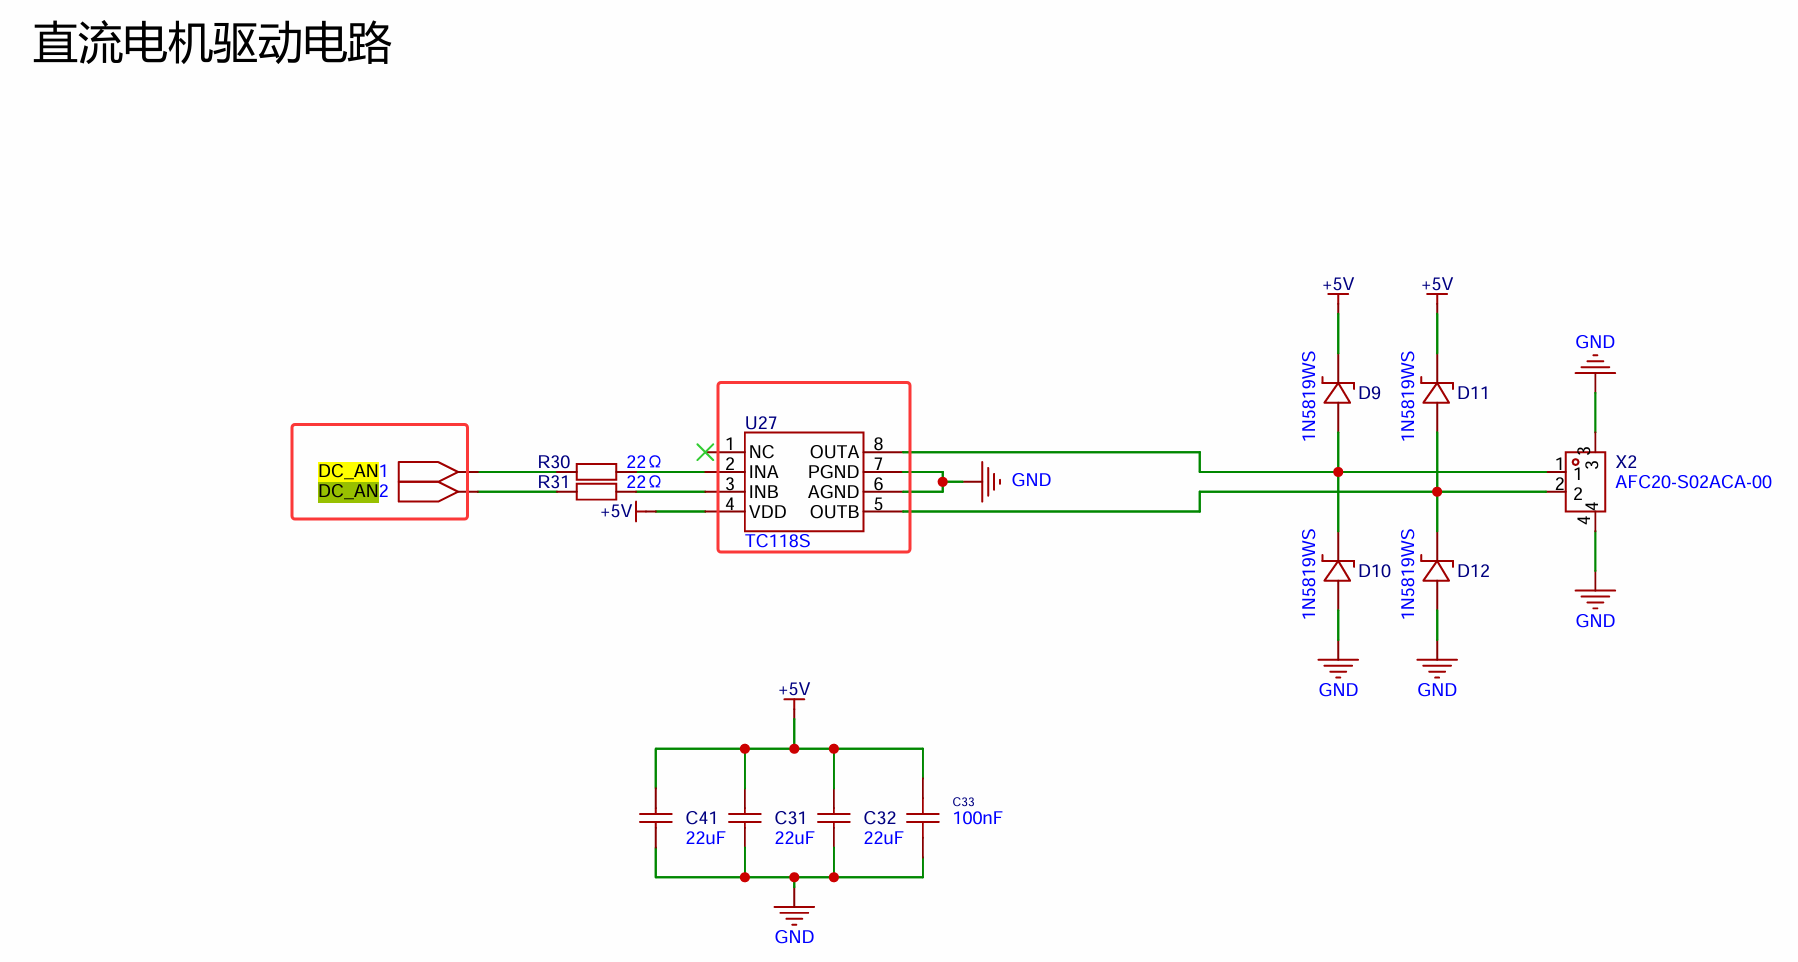 直流电机驱动电路
+5V
+5V
GND
1N5819WS
D9
1N5819WS
D11
U27
1
NC
OUTA
8
DC_AN1
R30
22Ω
2
INA
PGND
7
GND
DC_AN2
R31
22Ω
3
INB
AGND
6
+5V
4
VDD
OUTB
5
TC118S
3
1
1
3
X2
2
2
4
AFC20-S02ACA-00
4
1N5819WS
D10
1N5819WS
D12
GND
GND
GND
+5V
C41
22uF
C31
22uF
C32
22uF
C33
100nF
GND